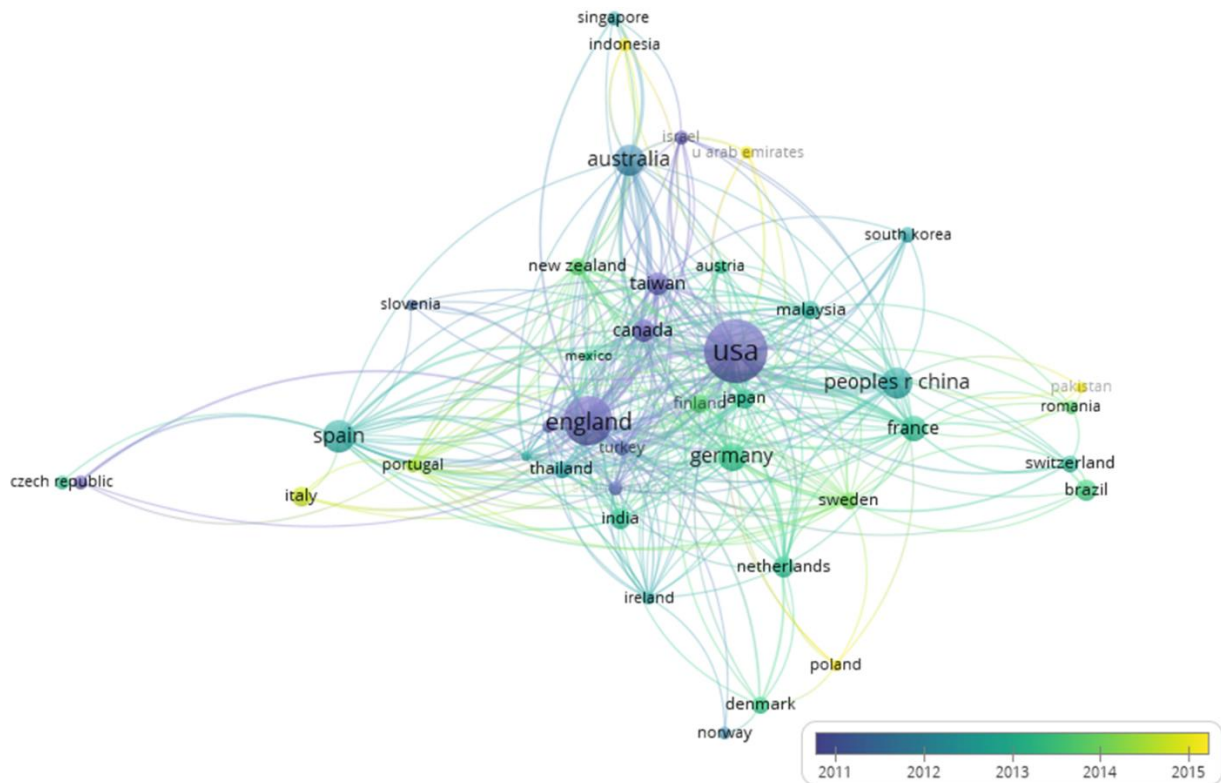 singapore
indonesia
israel
u arab emirates
australia
south korea
new zealand
austria
taiwan
slovenia
malaysia
canada
mexico
usa
peoples r china
pakistan
finland
japan
romania
england
france
spain
turkey
germany
portugal
thailand
switzerland
czech republic
italy
sweden
brazil
india
netherlands
ireland
poland
denmark
norway
2011 2012 2013 2014 2015